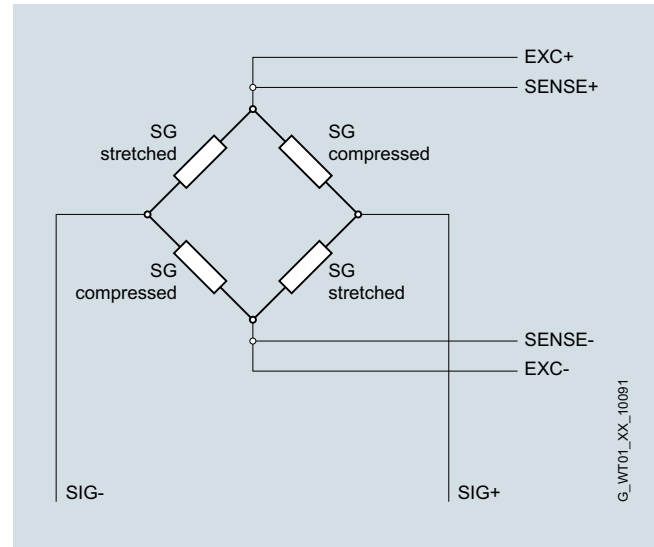 EXC+
SENSE+
SG
stretched
SG
compressed
SG
compressed
SG
stretched
SENSE-
EXC-
SIG-
SIG+
G_WT01_XX_10091